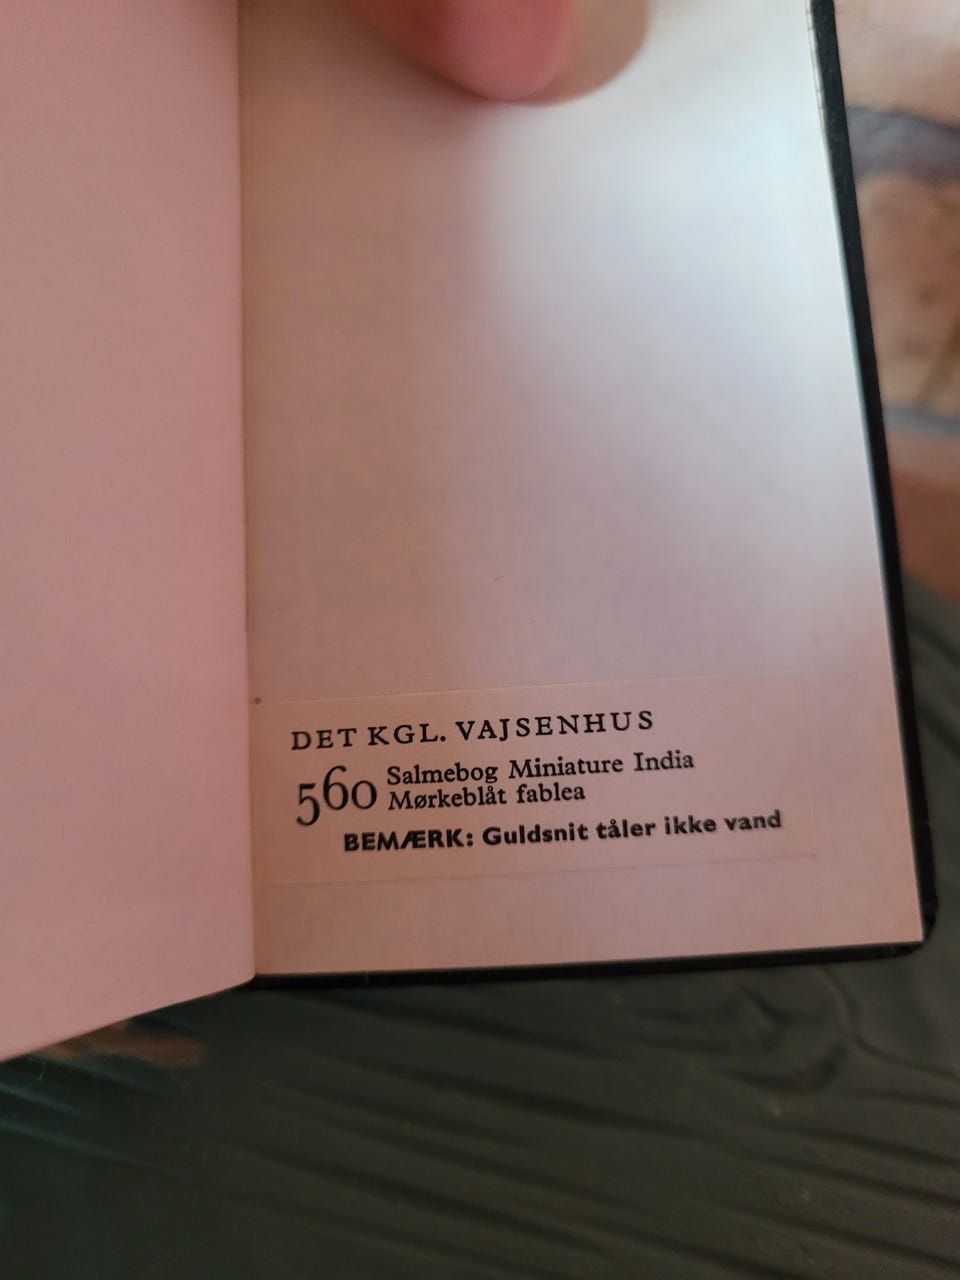 DET KGL. VAJSENHUS
560 Salmebog Miniature India
Mørkeblåt fablea
BEMÆRK: Guldsnit tåler ikke vand